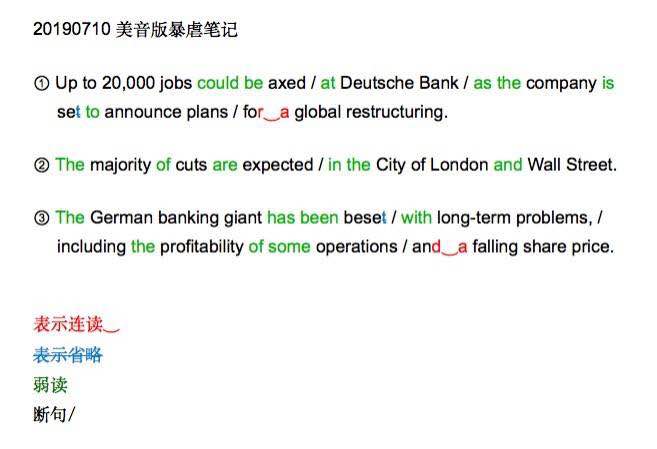 20190710 美音版暴虐笔记
① Up to 20,000 jobs could be axed / at Deutsche Bank / as the company is
set to announce plans / for‿a global restructuring.
② The majority of cuts are expected / in the City of London and Wall Street.
③ The German banking giant has been beset / with long-term problems, /
including the profitability of some operations / and‿a falling share price.
表示连读‿
表示省略
弱读
断句/